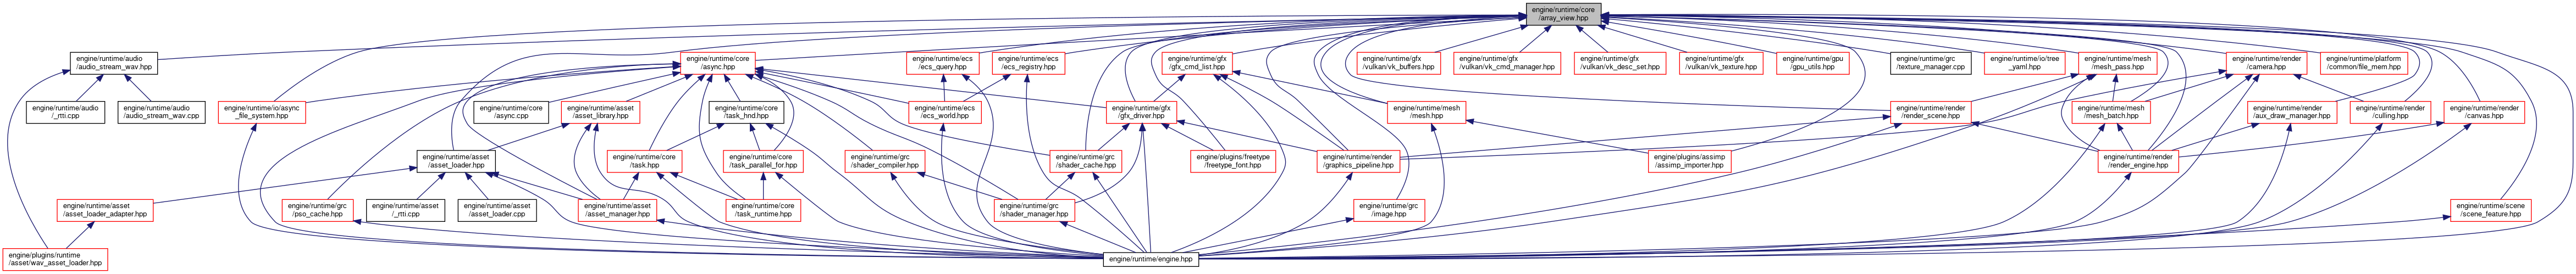 engine/runtime/core
/array_view.hpp
engine/runtime/audio
/audio_stream_wav.hpp
engine/runtime/core
/async.hpp
engine/runtime/ecs
/ecs_query.hpp
engine/runtime/ecs
/ecs_registry.hpp
engine/runtime/gfx
/gfx_cmd_list.hpp
engine/runtime/gfx
/vulkan/vk_buffers.hpp
engine/runtime/gfx
/vulkan/vk_cmd_manager.hpp
engine/runtime/gfx
/vulkan/vk_desc_set.hpp
engine/runtime/gfx
/vulkan/vk_texture.hpp
engine/runtime/gpu
/gpu_utils.hpp
engine/runtime/grc
/texture_manager.cpp
engine/runtime/io/tree
_yaml.hpp
engine/runtime/mesh
/mesh_pass.hpp
engine/runtime/render
/camera.hpp
engine/runtime/platform
/common/file_mem.hpp
engine/runtime/audio
/_rtti.cpp
engine/runtime/audio
/audio_stream_wav.cpp
engine/runtime/io/async
_file_system.hpp
engine/runtime/core
/async.cpp
engine/runtime/asset
/asset_library.hpp
engine/runtime/core
/task_hnd.hpp
engine/runtime/ecs
/ecs_world.hpp
engine/runtime/gfx
/gfx_driver.hpp
engine/runtime/mesh
/mesh.hpp
engine/runtime/render
/render_scene.hpp
engine/runtime/mesh
/mesh_batch.hpp
engine/runtime/render
/aux_draw_manager.hpp
engine/runtime/render
/culling.hpp
engine/runtime/render
/canvas.hpp
engine/runtime/asset
/asset_loader.hpp
engine/runtime/core
/task.hpp
engine/runtime/core
/task_parallel_for.hpp
engine/runtime/grc
/shader_compiler.hpp
engine/runtime/grc
/shader_cache.hpp
engine/plugins/freetype
/freetype_font.hpp
engine/runtime/render
/graphics_pipeline.hpp
engine/plugins/assimp
/assimp_importer.hpp
engine/runtime/render
/render_engine.hpp
engine/runtime/asset
/asset_loader_adapter.hpp
engine/runtime/grc
/pso_cache.hpp
engine/runtime/asset
/_rtti.cpp
engine/runtime/asset
/asset_loader.cpp
engine/runtime/asset
/asset_manager.hpp
engine/runtime/core
/task_runtime.hpp
engine/runtime/grc
/shader_manager.hpp
engine/runtime/grc
/image.hpp
engine/runtime/scene
/scene_feature.hpp
engine/plugins/runtime
/asset/wav_asset_loader.hpp
engine/runtime/engine.hpp